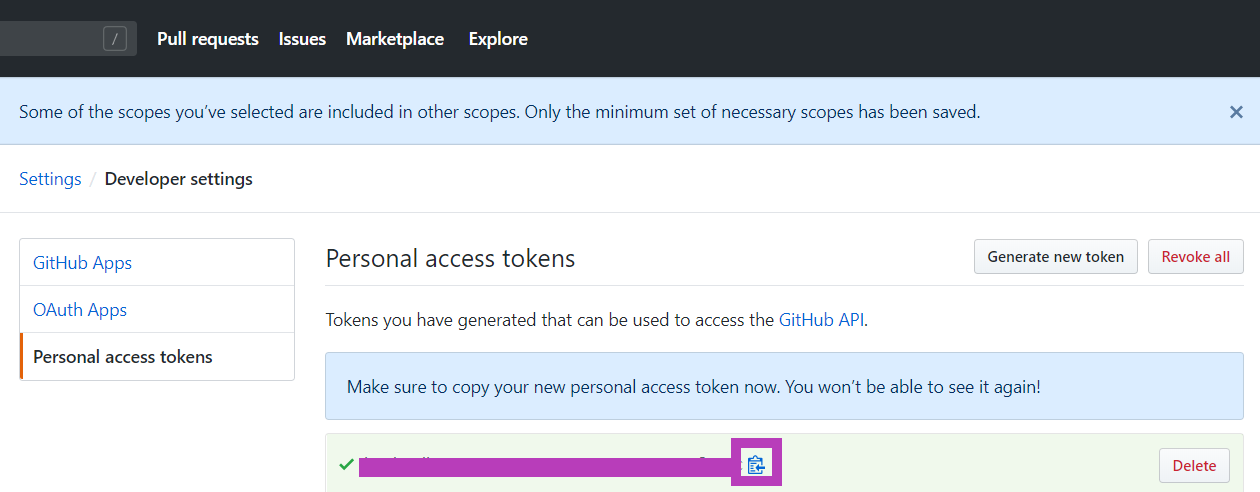 / Pull requests Issues Marketplace Explore
Some of the scopes you’ve selected are included in other scopes. Only the minimum set of necessary scopes has been saved.
Settings / Developer settings
GitHub Apps
OAuth Apps
Personal access tokens
Personal access tokens
Generate new token
Revoke all
Tokens you have generated that can be used to access the GitHub API.
Make sure to copy your new personal access token now. You won’t be able to see it again!
Delete